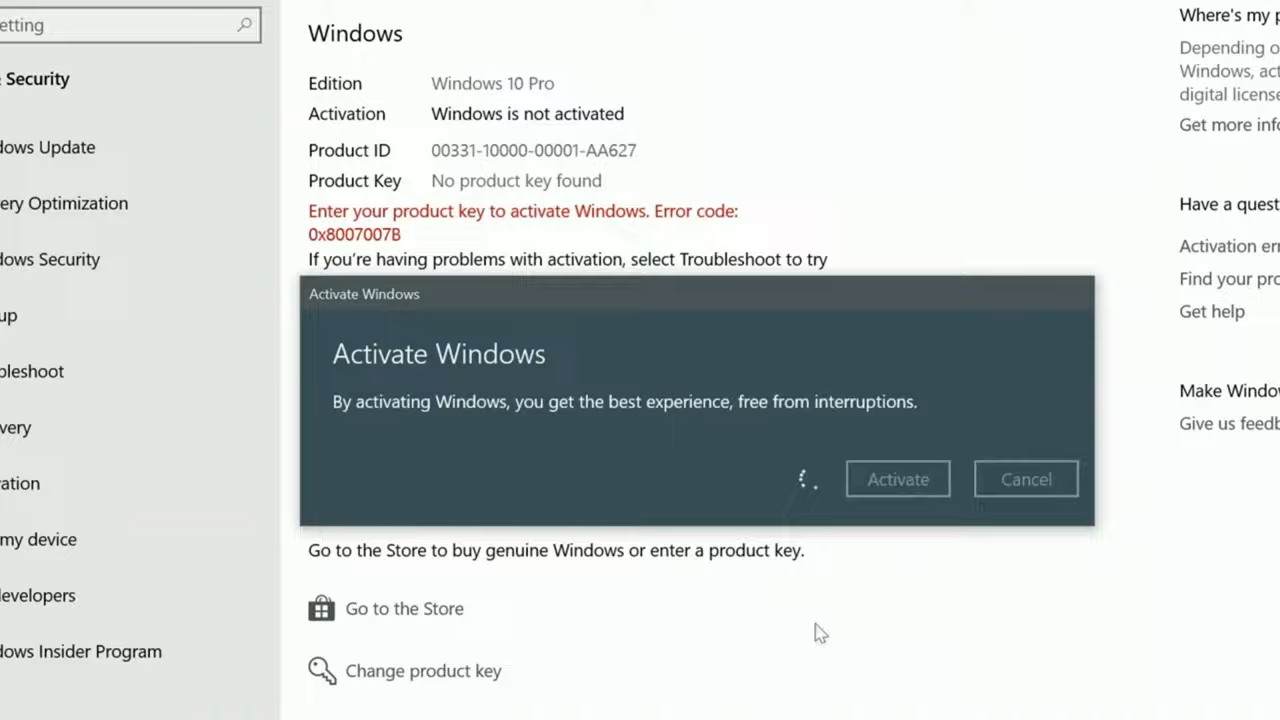 etting
Security
dows Update
ery Optimization
dows Security
up
bleshoot
very
ation
my device
levelopers
dows Insider Program
Windows
Edition Windows 10 Pro
Activation Windows is not activated
Product ID 00331-10000-00001-AA627
Product Key No product key found
Enter your product key to activate Windows. Error code:
0x8007007B
If you're having problems with activation, select Troubleshoot to try
Activate Windows
Activate Windows
By activating Windows, you get the best experience, free from interruptions.
Activate Cancel
Go to the Store to buy genuine Windows or enter a product key.
Go to the Store
Change product key
Where's my p
Depending o
Windows, act
digital license
Get more info
Have a quest
Activation err
Find your pro
Get help
Make Windo
Give us feedb